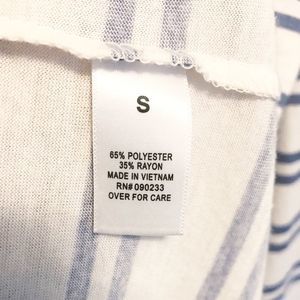 S
65% POLYESTER
35% RAYON
MADE IN VIETNAM
RN# 090233
OVER FOR CARE